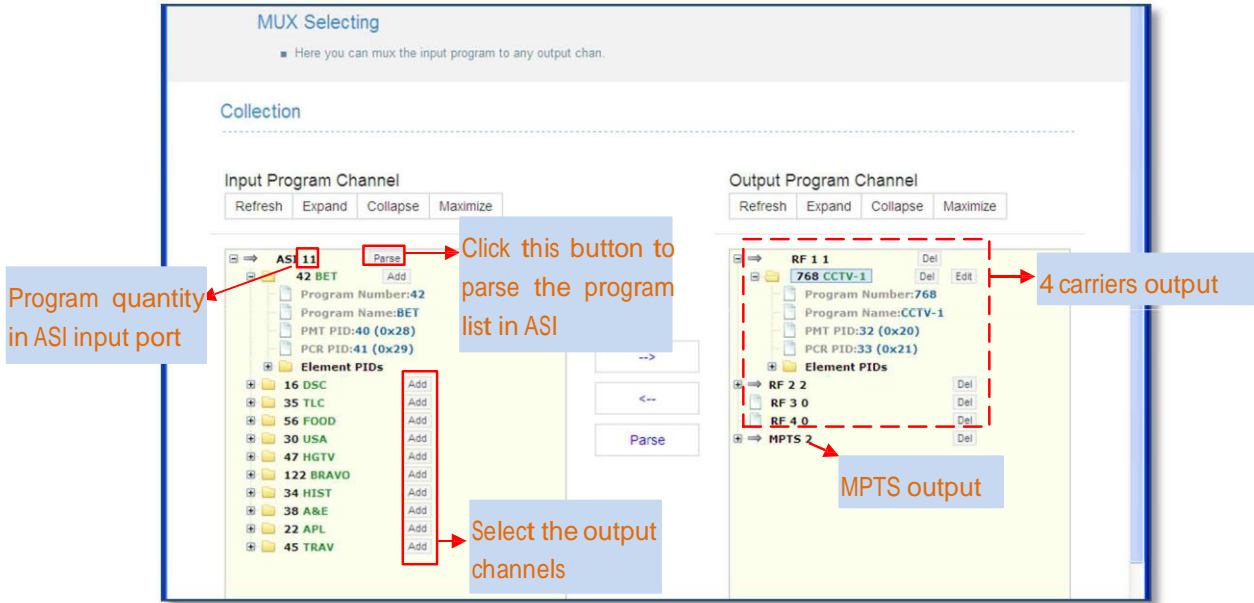 MUX Selecting
Here you can mux the input program to any output chan.
Collection
Input Program Channel
Refresh Expand Collapse Maximize
ASI 11 Parse
42 BET Add
Program Number:42
Program Name:BET
PMT PID:40 (0x28)
PCR PID:41 (0x29)
Element PIDs
16 DSC Add
35 TLC Add
56 FOOD Add
30 USA Add
47 HGTV Add
122 BRAVO Add
34 HIST Add
38 A&E Add
22 APL Add
45 TRAV Add
Program quantity
in ASI input port
Click this button to
parse the program
list in ASI
Select the output
channels
-->
<--
Parse
Output Program Channel
Refresh Expand Collapse Maximize
RF 1 1 Del
768 CCTV-1 Del Edit
Program Number:768
Program Name:CCTV-1
PMT PID:32 (0x20)
PCR PID:33 (0x21)
Element PIDs
RF 2 2 Del
RF 3 0 Del
RF 4 0 Del
MPTS 2 Del
4 carriers output
MPTS output